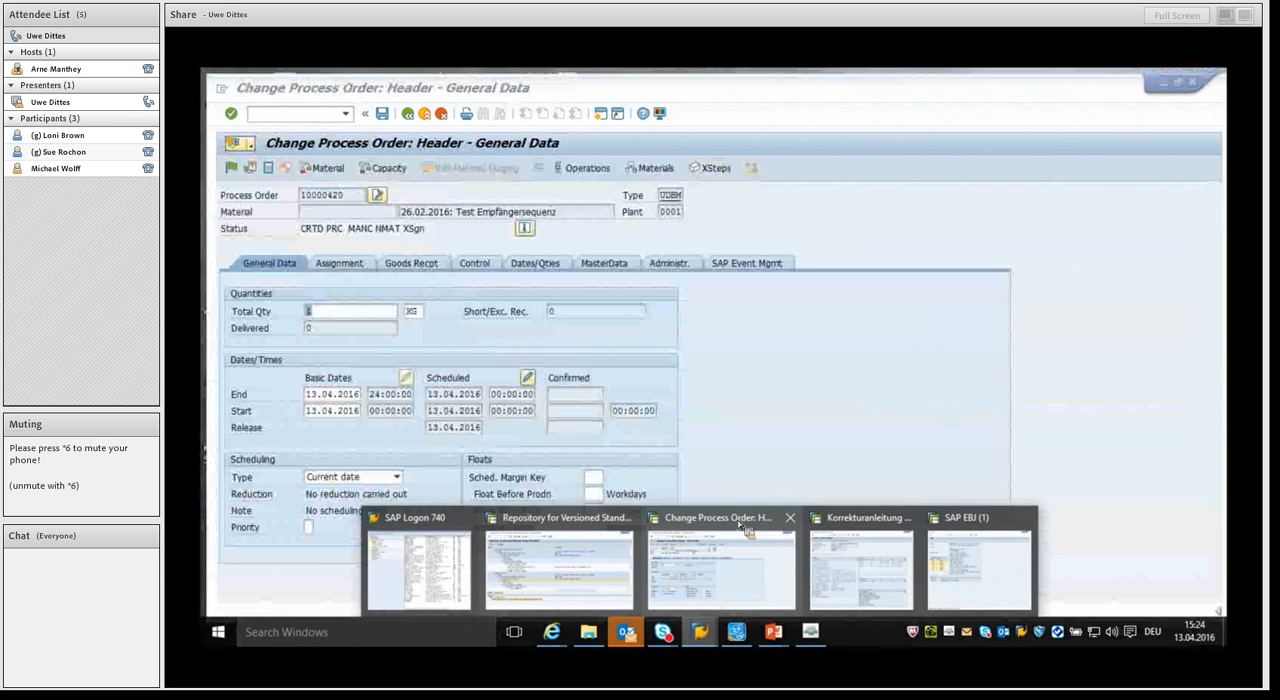 Attendee List (5)
Uwe Dittes
Hosts (1)
Arne Manthey
Presenters (1)
Uwe Dittes
Participants (3)
(g) Loni Brown
(g) Sue Rochon
Michael Wolff
Muting
Please press *6 to mute your
phone!
(unmute with *6)
Chat (Everyone)
Share - Uwe Dittes
Full Screen
Change Process Order: Header - General Data
Change Process Order: Header - General Data
Material Capacity Operations Materials XSteps
Process Order 10000420 Type UDBM
Material 26.02.2016: Test Empfängersequenz Plant 0001
Status CRTD PRC MANC NMAT XSgn
General Data Assignment Goods Recpt Control Dates/Qties MasterData Administr. SAP Event Mgmt
Quantities
Total Qty 1 KG Short/Exc. Rec. 0
Delivered 0
Dates/Times
Basic Dates Scheduled Confirmed
End 13.04.2016 24:00:00 13.04.2016 00:00:00
Start 13.04.2016 00:00:00 13.04.2016 00:00:00 00:00:00
Release 13.04.2016
Scheduling Floats
Type Current date Sched. Margin Key
Reduction No reduction carried out Float Before Prodn Workdays
Note No scheduling
Priority
SAP Logon 740 Repository for Versioned Stand... Change Process Order: H... Korrekturanleitung ... SAP EBJ (1)
Search Windows DEU 15:24
13.04.2016